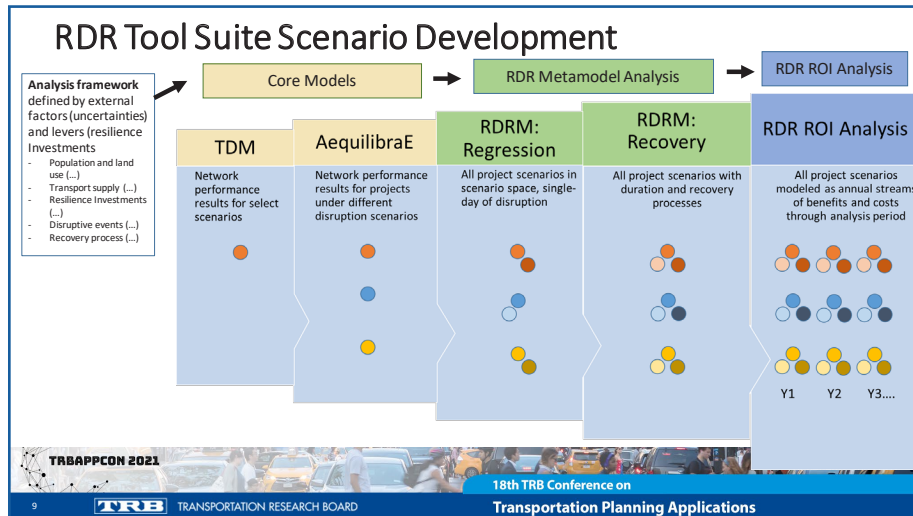 RDR Tool Suite Scenario Development
Analysis framework
defined by external
factors (uncertainties)
and levers (resilience
Investments
- Population and land
use (...)
- Transport supply (...)
- Resilience Investments
(...)
- Disruptive events (...)
- Recovery process (...)
Core Models
RDR Metamodel Analysis
RDR ROI Analysis
TDM
Network
performance
results for select
scenarios
AequilibraE
Network performance
results for projects
under different
disruption scenarios
RDRM:
Regression
All project scenarios in
scenario space, single-
day of disruption
RDRM:
Recovery
All project scenarios with
duration and recovery
processes
RDR ROI Analysis
All project scenarios
modeled as annual streams
of benefits and costs
through analysis period
Y1 Y2 Y3....
TRBAPPCON 2021
18th TRB Conference on
9 TRB TRANSPORTATION RESEARCH BOARD Transportation Planning Applications